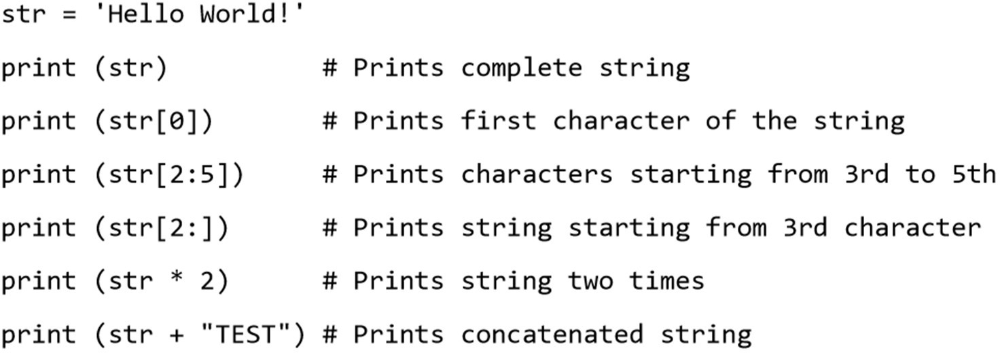 str = 'Hello World!'
print (str)          # Prints complete string
print (str[0])       # Prints first character of the string
print (str[2:5])     # Prints characters starting from 3rd to 5th
print (str[2:])      # Prints string starting from 3rd character
print (str * 2)      # Prints string two times
print (str + "TEST") # Prints concatenated string